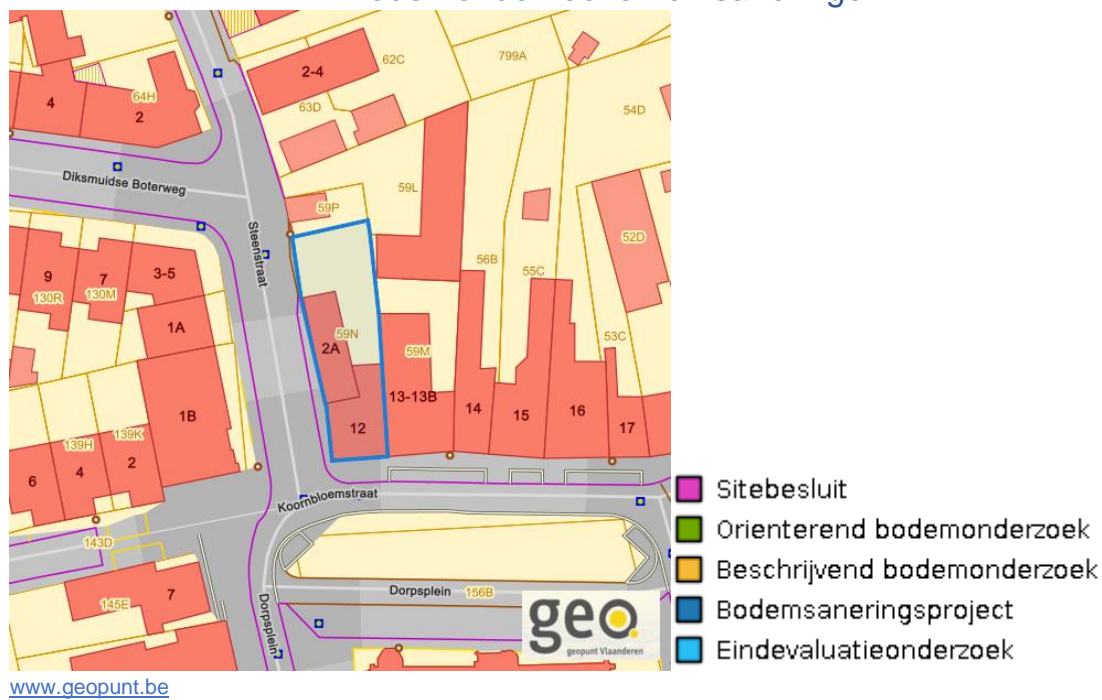 2-4
62C
799A
4
64H
2
63D
54D
Diksmuidse Boterweg
59L
59P
Steenstraat
52D
9
7
3-5
130R
130M
56B
55C
1A
59N
2A
59M
53C
13-13B
1B
14
15
16
17
12
139H
139K
6
4
2
Koornbloemstraat
143D
Dorpsplein
156B
145E
7
Dorpsplein
geo
geopunt Vlaanderen
Sitebesluit
Orienterend bodemonderzoek
Beschrijvend bodemonderzoek
Bodemsaneringsproject
Eindevaluatieonderzoek
www.geopunt.be